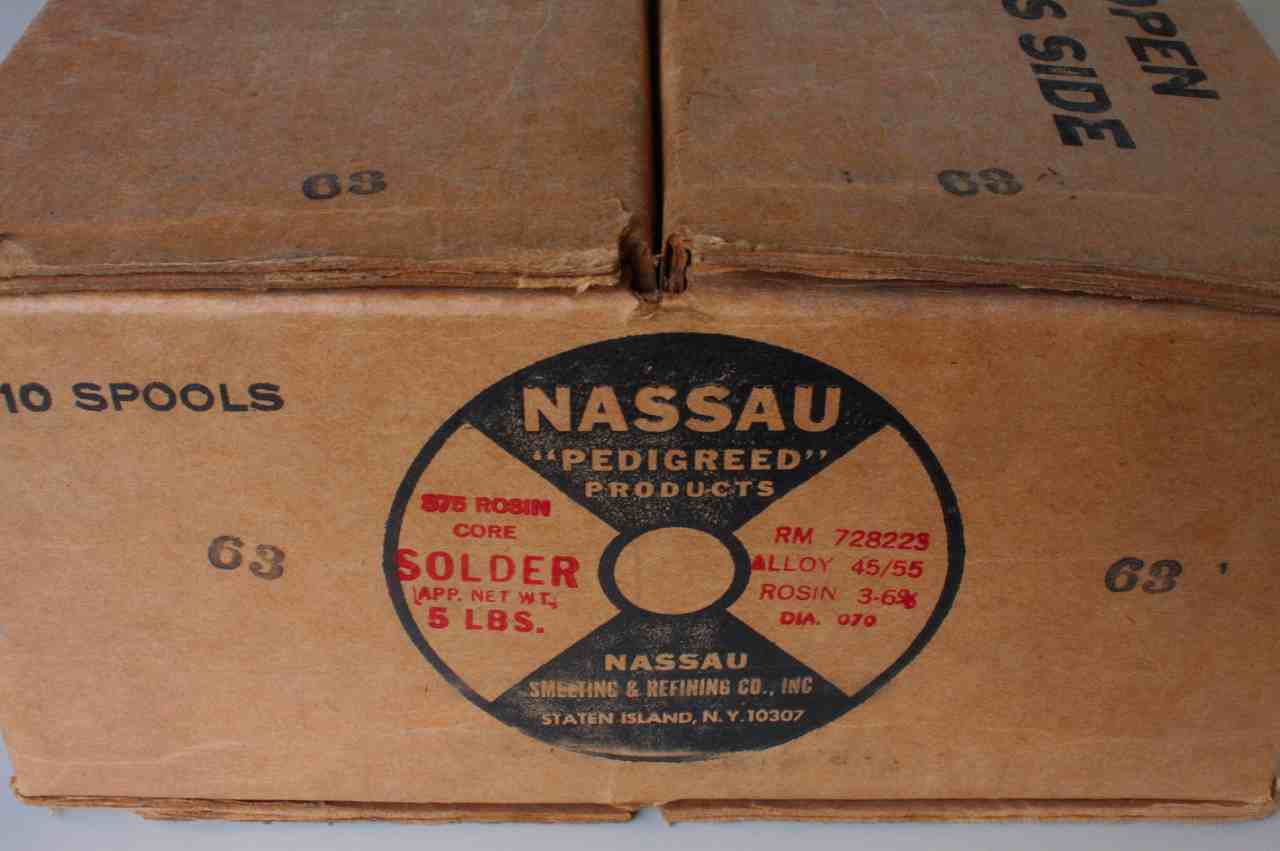 OPEN
S SIDE
63
63
10 SPOOLS
NASSAU
"PEDIGREED"
PRODUCTS
S75 ROSIN
CORE
SOLDER
APP. NET WT.
5 LBS.
RM 728223
ALLOY 45/55
ROSIN 3-6%
DIA. 070
63
63
NASSAU
SMELTING & REFINING CO., INC
STATEN ISLAND, N.Y. 10307